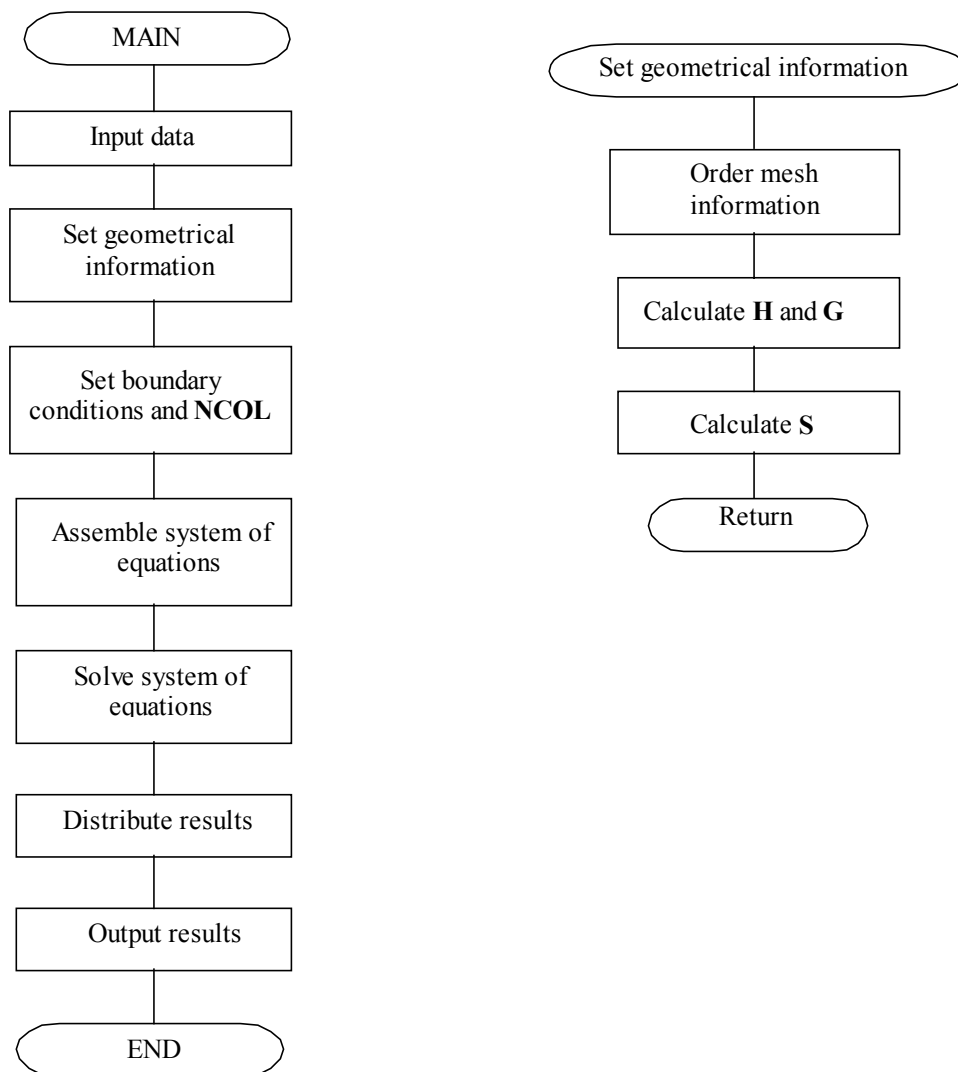 MAIN
Input data
Set geometrical
information
Set boundary
conditions and NCOL
Assemble system of
equations
Solve system of
equations
Distribute results
Output results
END
Set geometrical information
Order mesh
information
Calculate H and G
Calculate S
Return